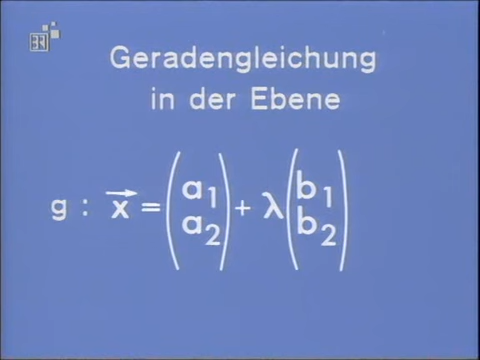 Geradengleichung
in der Ebene
g : x⃗ = (a₁ a₂) + λ (b₁ b₂)